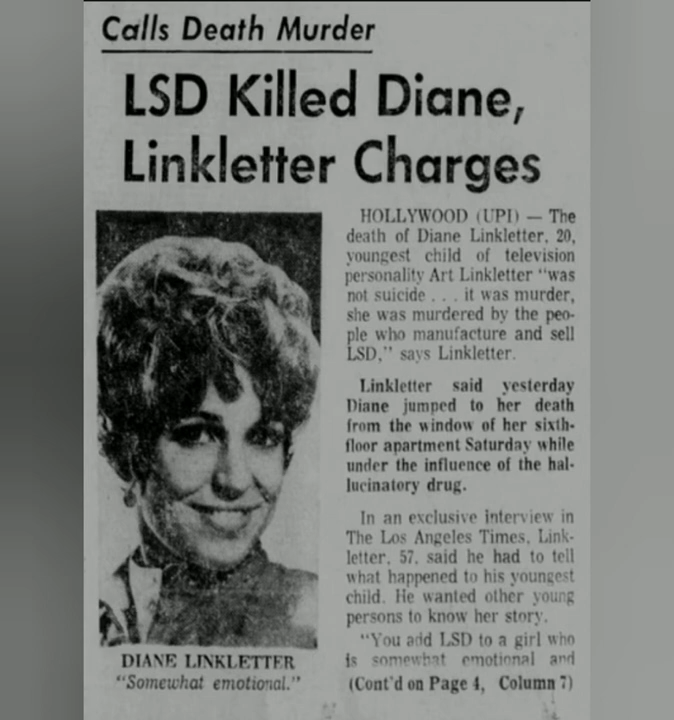 Calls Death Murder
LSD Killed Diane,
Linkletter Charges
HOLLYWOOD (UPI) — The
death of Diane Linkletter, 20,
youngest child of television
personality Art Linkletter "was
not suicide . . . it was murder,
she was murdered by the peo-
ple who manufacture and sell
LSD," says Linkletter.
Linkletter said yesterday
Diane jumped to her death
from the window of her sixth-
floor apartment Saturday while
under the influence of the hal-
lucinatory drug.
In an exclusive interview in
The Los Angeles Times, Link-
letter, 57, said he had to tell
what happened to his youngest
child. He wanted other young
persons to know her story.
"You add LSD to a girl who
is somewhat emotional and
(Cont'd on Page 4, Column 7)
DIANE LINKLETTER
"Somewhat emotional."